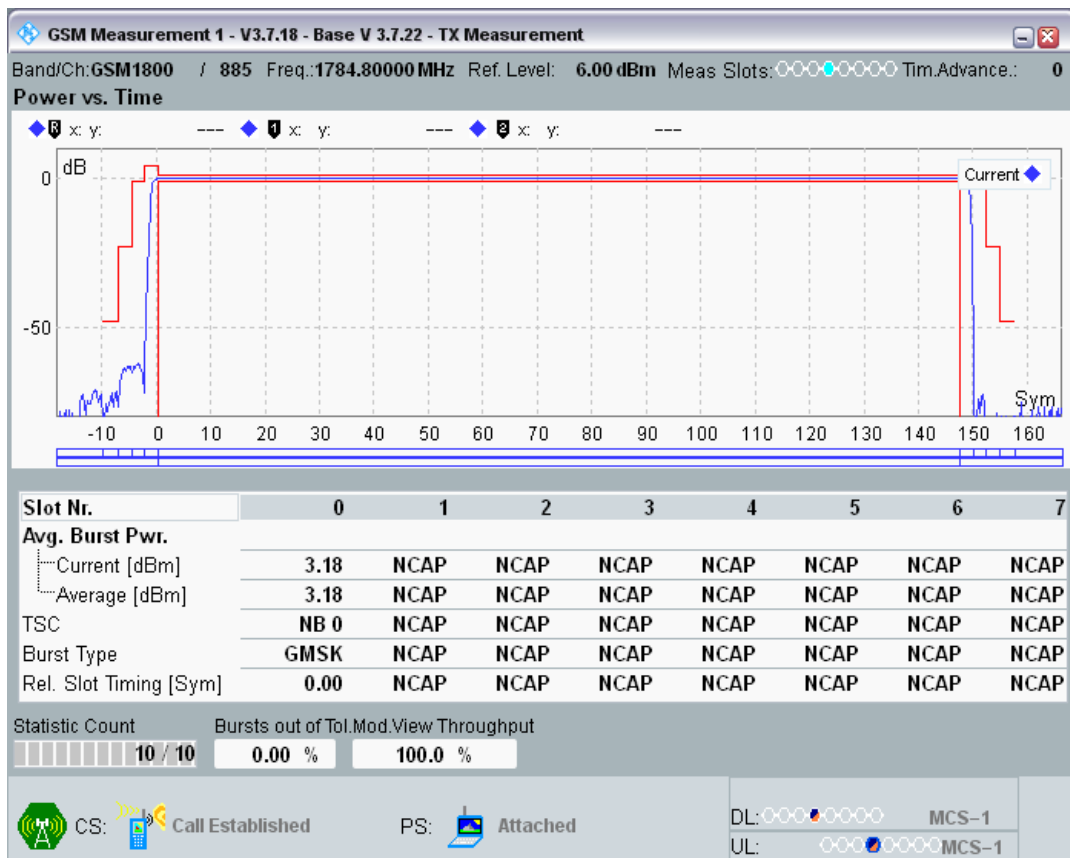 GSM Measurement 1 - V3.7.18 - Base V 3.7.22 - TX Measurement
Band/Ch:GSM1800 / 885 Freq.:1784.80000 MHz Ref. Level: 6.00 dBm Meas Slots: Tim.Advance.: 0
Power vs. Time
R x: y: --- 1 x: y: --- 2 x: y: ---
dB
Current
0
-50
Sym
-10 0 10 20 30 40 50 60 70 80 90 100 110 120 130 140 150 160
Slot Nr. 0 1 2 3 4 5 6 7
Avg. Burst Pwr.
Current [dBm] 3.18 NCAP NCAP NCAP NCAP NCAP NCAP NCAP
Average [dBm] 3.18 NCAP NCAP NCAP NCAP NCAP NCAP NCAP
TSC NB 0 NCAP NCAP NCAP NCAP NCAP NCAP NCAP
Burst Type GMSK NCAP NCAP NCAP NCAP NCAP NCAP NCAP
Rel. Slot Timing [Sym] 0.00 NCAP NCAP NCAP NCAP NCAP NCAP NCAP
Statistic Count Bursts out of Tol.Mod.View Throughput
10 / 10 0.00 % 100.0 %
CS: Call Established PS: Attached
DL: MCS-1
UL: MCS-1